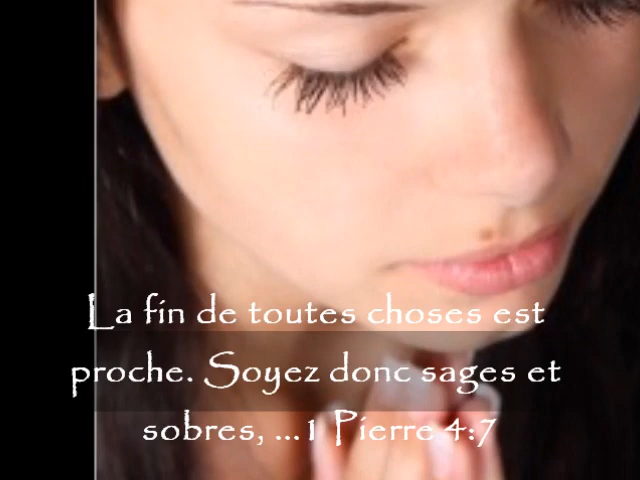 La fin de toutes choses est
proche. Soyez donc sages et
sobres, ...1 Pierre 4:7